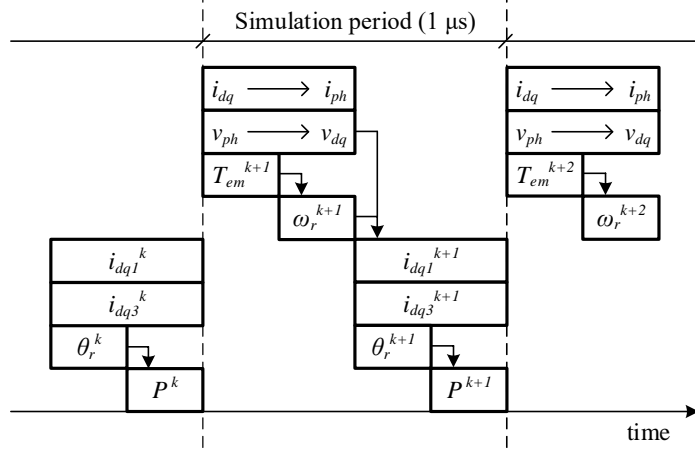 Simulation period (1 μs)
i_dq ⟶ i_ph
i_dq ⟶ i_ph
v_ph ⟶ v_dq
v_ph ⟶ v_dq
T_em^k+1
T_em^k+2
ω_r^k+1
ω_r^k+2
i_dq1^k
i_dq1^k+1
i_dq3^k
i_dq3^k+1
θ_r^k
θ_r^k+1
P^k
P^k+1
time